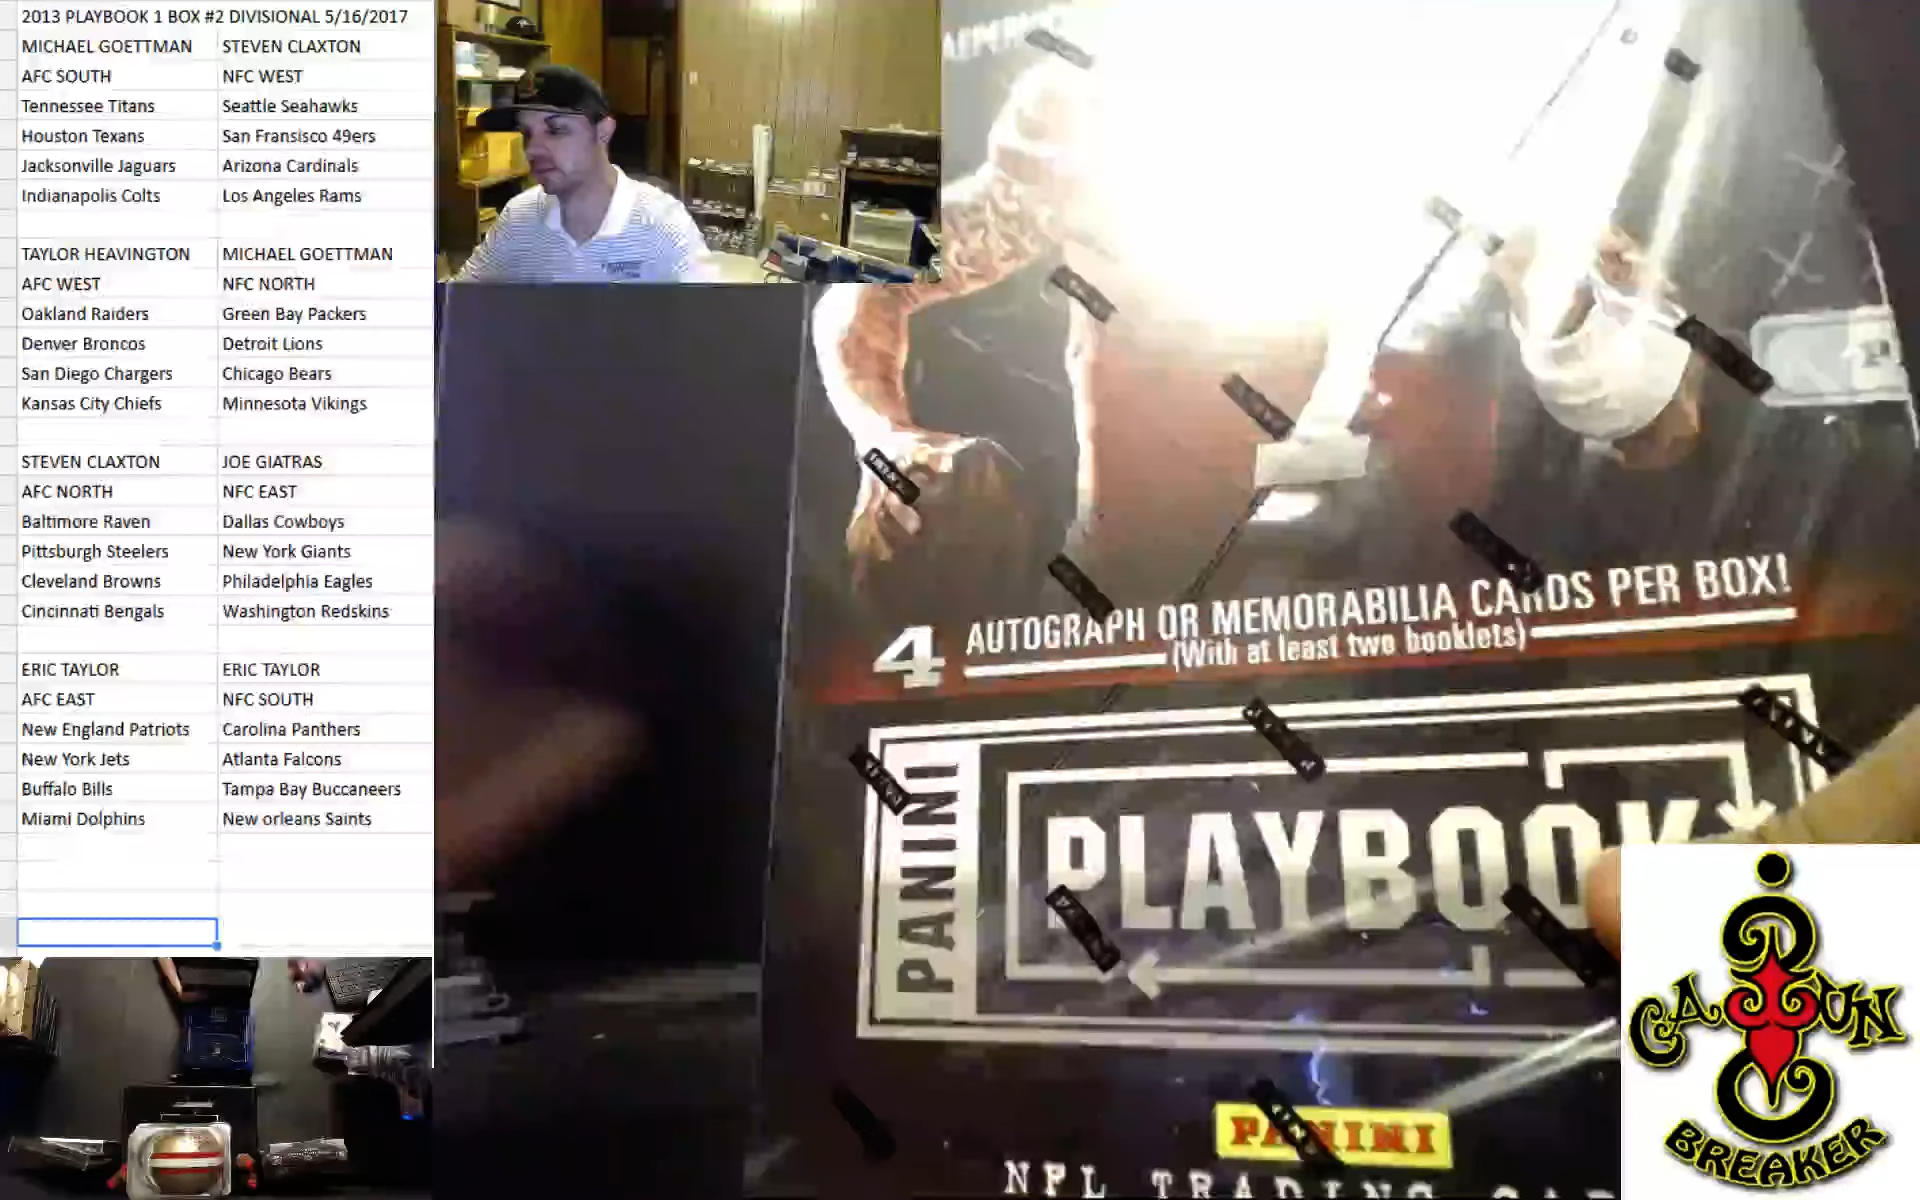 2013 PLAYBOOK 1 BOX #2 DIVISIONAL 5/16/2017
MICHAEL GOETTMAN STEVEN CLAXTON
AFC SOUTH NFC WEST
Tennessee Titans Seattle Seahawks
Houston Texans San Fransisco 49ers
Jacksonville Jaguars Arizona Cardinals
Indianapolis Colts Los Angeles Rams
TAYLOR HEAVINGTON MICHAEL GOETTMAN
AFC WEST NFC NORTH
Oakland Raiders Green Bay Packers
Denver Broncos Detroit Lions
San Diego Chargers Chicago Bears
Kansas City Chiefs Minnesota Vikings
STEVEN CLAXTON JOE GIATRAS
AFC NORTH NFC EAST
Baltimore Raven Dallas Cowboys
Pittsburgh Steelers New York Giants
Cleveland Browns Philadelphia Eagles
Cincinnati Bengals Washington Redskins
ERIC TAYLOR ERIC TAYLOR
AFC EAST NFC SOUTH
New England Patriots Carolina Panthers
New York Jets Atlanta Falcons
Buffalo Bills Tampa Bay Buccaneers
Miami Dolphins New orleans Saints
4 AUTOGRAPH OR MEMORABILIA CARDS PER BOX!
(With at least two booklets)
PANINI
PLAYBOOK
PANINI
NFL TRADING
CAJUN
BREAKER